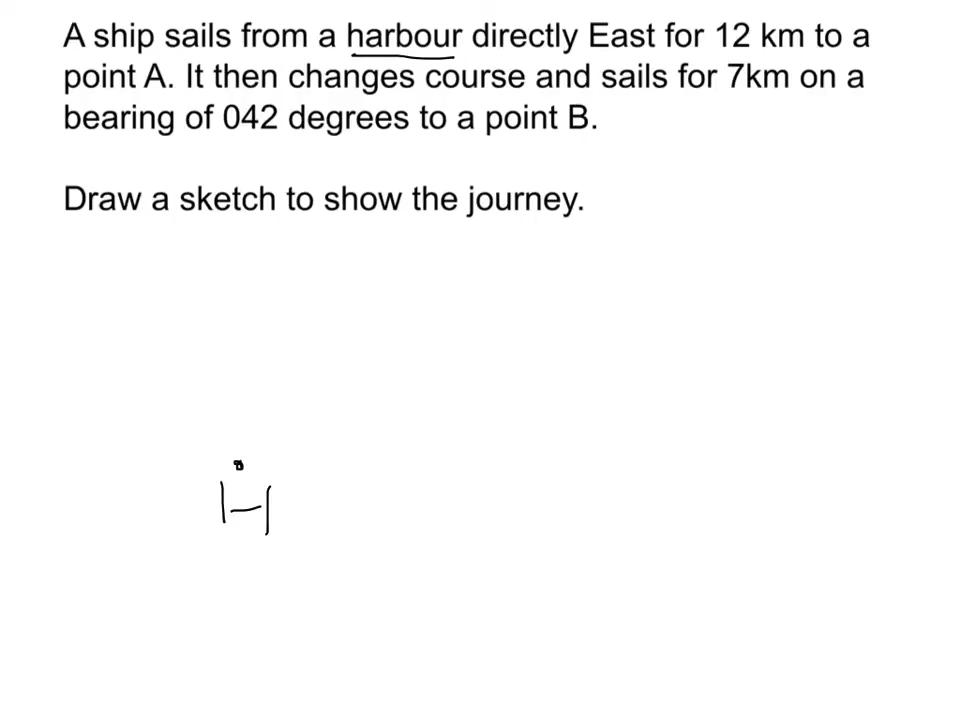 A ship sails from a harbour directly East for 12 km to a
point A. It then changes course and sails for 7km on a
bearing of 042 degrees to a point B.
Draw a sketch to show the journey.
H